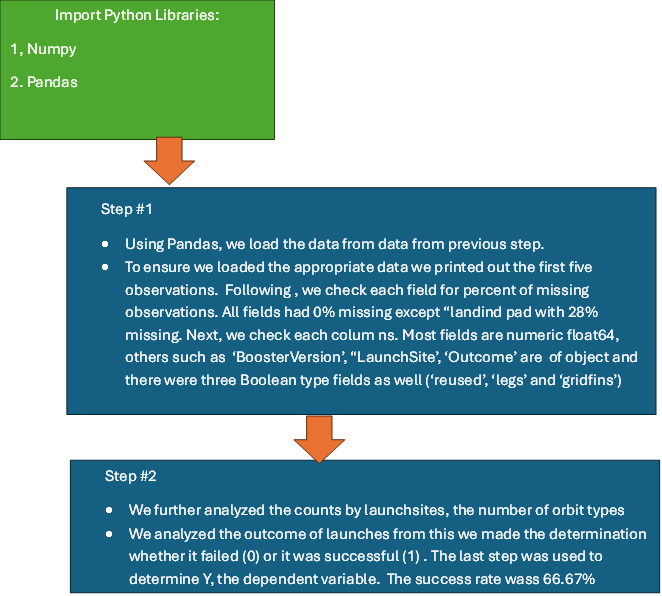 Import Python Libraries:
1, Numpy
2. Pandas
Step #1
• Using Pandas, we load the data from data from previous step.
• To ensure we loaded the appropriate data we printed out the first five
observations.  Following , we check each field for percent of missing
observations. All fields had 0% missing except “landind pad with 28%
missing. Next, we check each colum ns. Most fields are numeric float64,
others such as  ‘BoosterVersion’, “LaunchSite’, ‘Outcome’ are  of object and
there were three Boolean type fields as well (‘reused’, ‘legs’ and ‘gridfins’)
Step #2
• We further analyzed the counts by launchsites, the number of orbit types
• We analyzed the outcome of launches from this we made the determination
whether it failed (0) or it was successful (1) . The last step was used to
determine Y, the dependent variable.  The success rate wass 66.67%